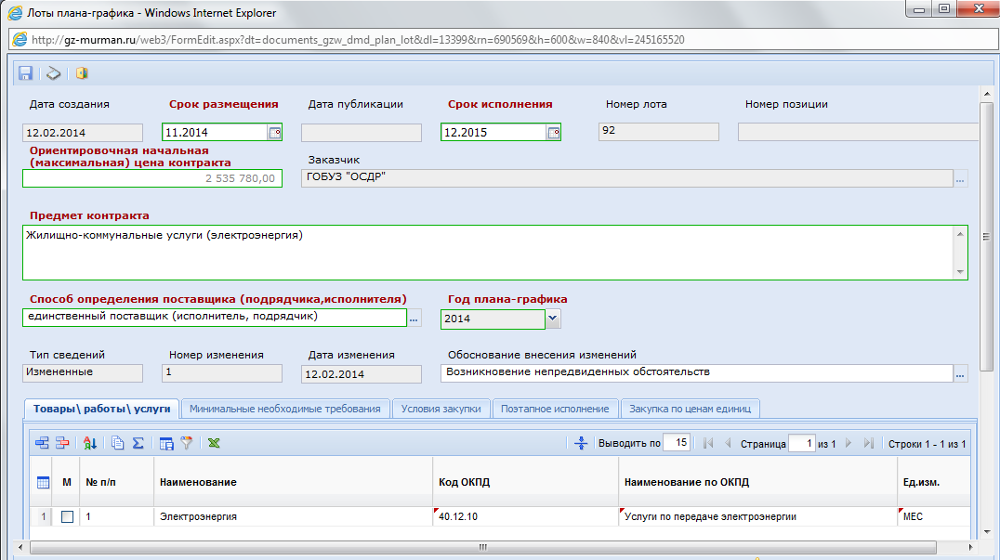 Лоты плана-графика - Windows Internet Explorer
http://gz-murman.ru/web3/FormEdit.aspx?dt=documents_gzw_dmd_plan_lot&dl=13399&rn=690569&h=600&w=840&vl=245165520
Дата создания Срок размещения Дата публикации Срок исполнения Номер лота Номер позиции
12.02.2014 11.2014 12.2015 92
Ориентировочная начальная
(максимальная) цена контракта Заказчик
2 535 780,00 ГОБУЗ "ОСДР" ...
Предмет контракта
Жилищно-коммунальные услуги (электроэнергия)
Способ определения поставщика (подрядчика,исполнителя) Год плана-графика
единственный поставщик (исполнитель, подрядчик) ... 2014
Тип сведений Номер изменения Дата изменения Обоснование внесения изменений
Измененные 1 12.02.2014 Возникновение непредвиденных обстоятельств ...
Товары\ работы\ услуги Минимальные необходимые требования Условия закупки Поэтапное исполнение Закупка по ценам единиц
Выводить по 15 Страница 1 из 1 Строки 1 - 1 из 1
М № п/п Наименование Код ОКПД Наименование по ОКПД Ед.изм.
1 1 Электроэнергия 40.12.10 Услуги по передаче электроэнергии МЕС